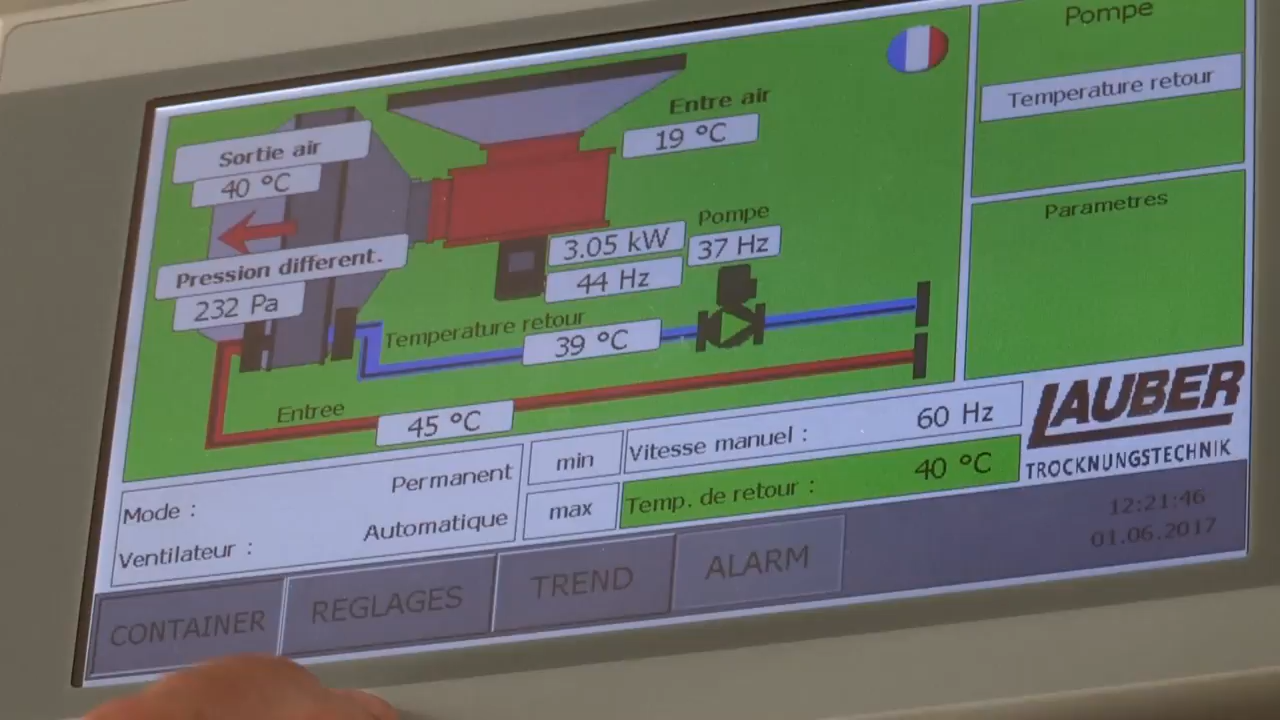 Pompe
Temperature retour
Parametres
Entre air
19 °C
Sortie air
40 °C
Pression different.
232 Pa
3.05 kW
44 Hz
Pompe
37 Hz
Temperature retour
39 °C
Entree
45 °C
Mode : Permanent
Ventilateur : Automatique
min
max
Vitesse manuel : 60 Hz
Temp. de retour : 40 °C
LAUBER
TROCKNUNGSTECHNIK
12:21:46
01.06.2017
CONTAINER
REGLAGES
TREND
ALARM